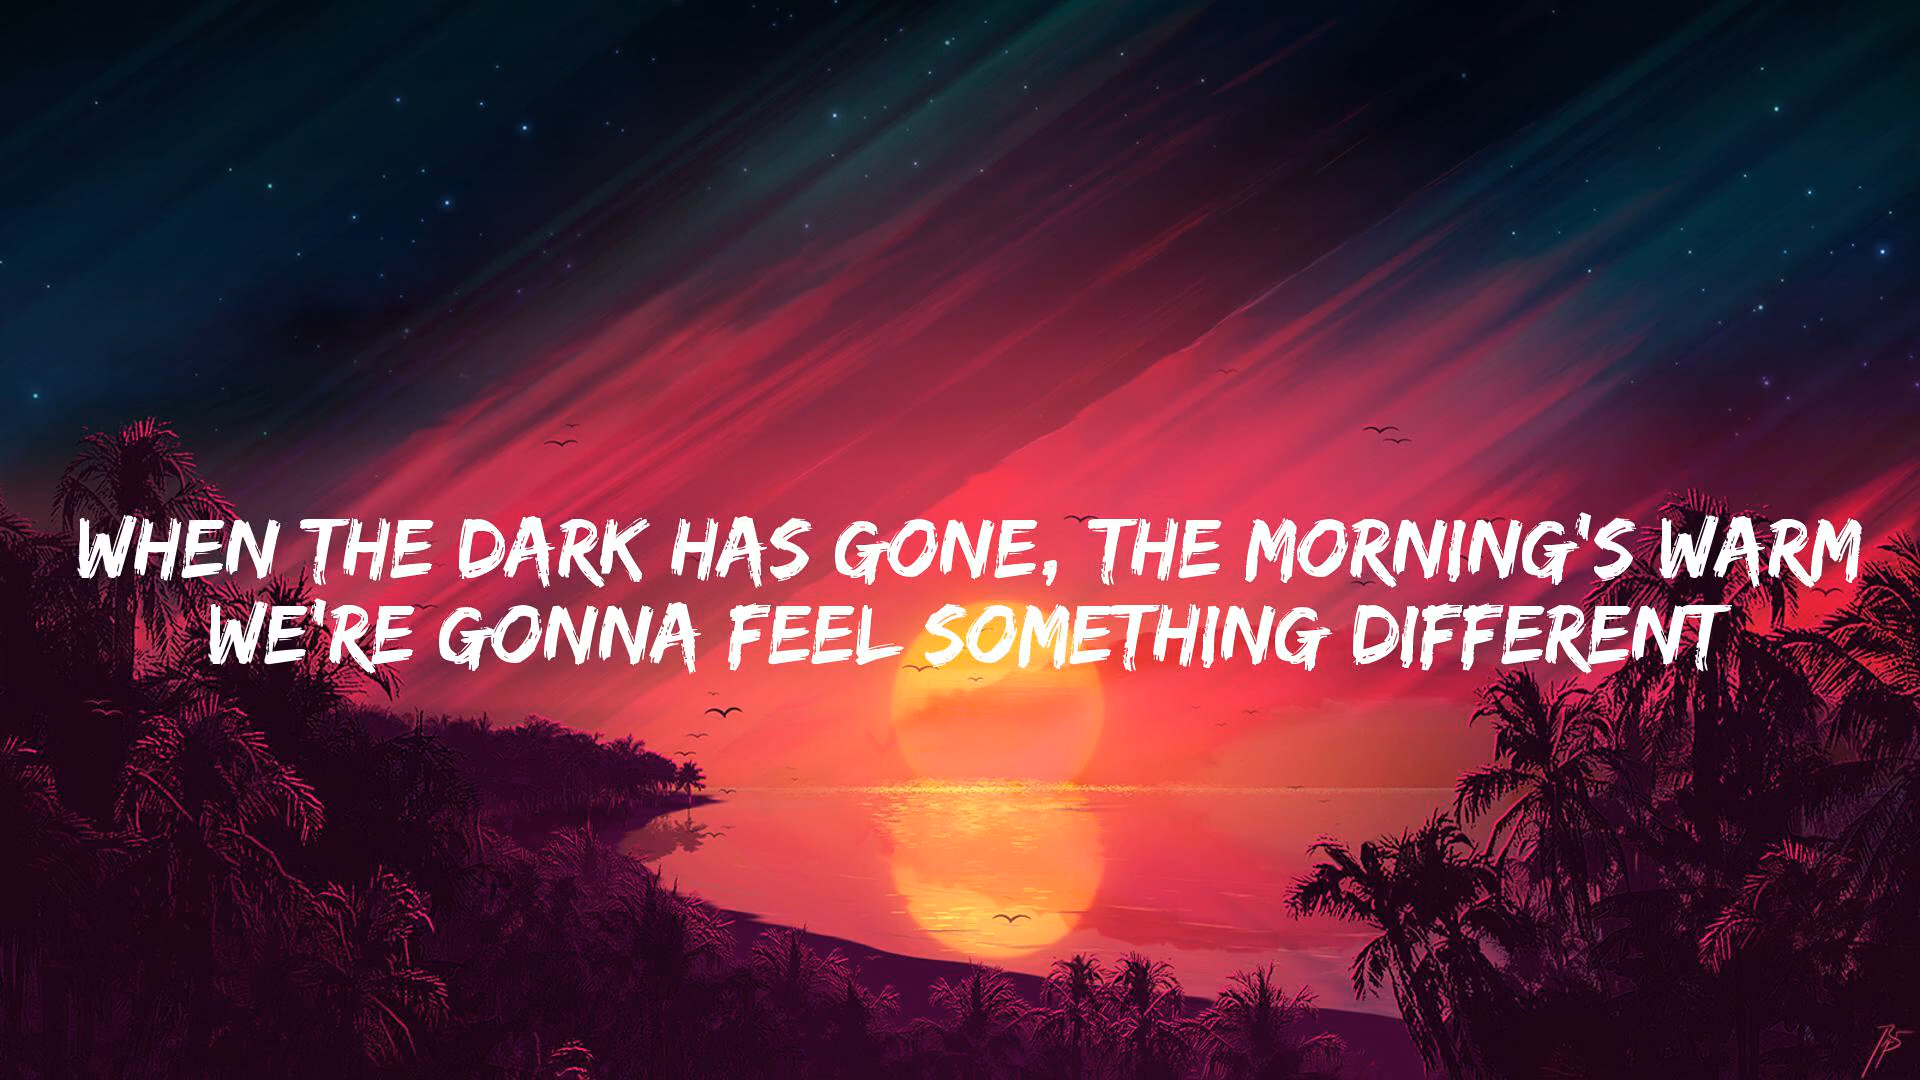 WHEN THE DARK HAS GONE, THE MORNING'S WARM
WE'RE GONNA FEEL SOMETHING DIFFERENT